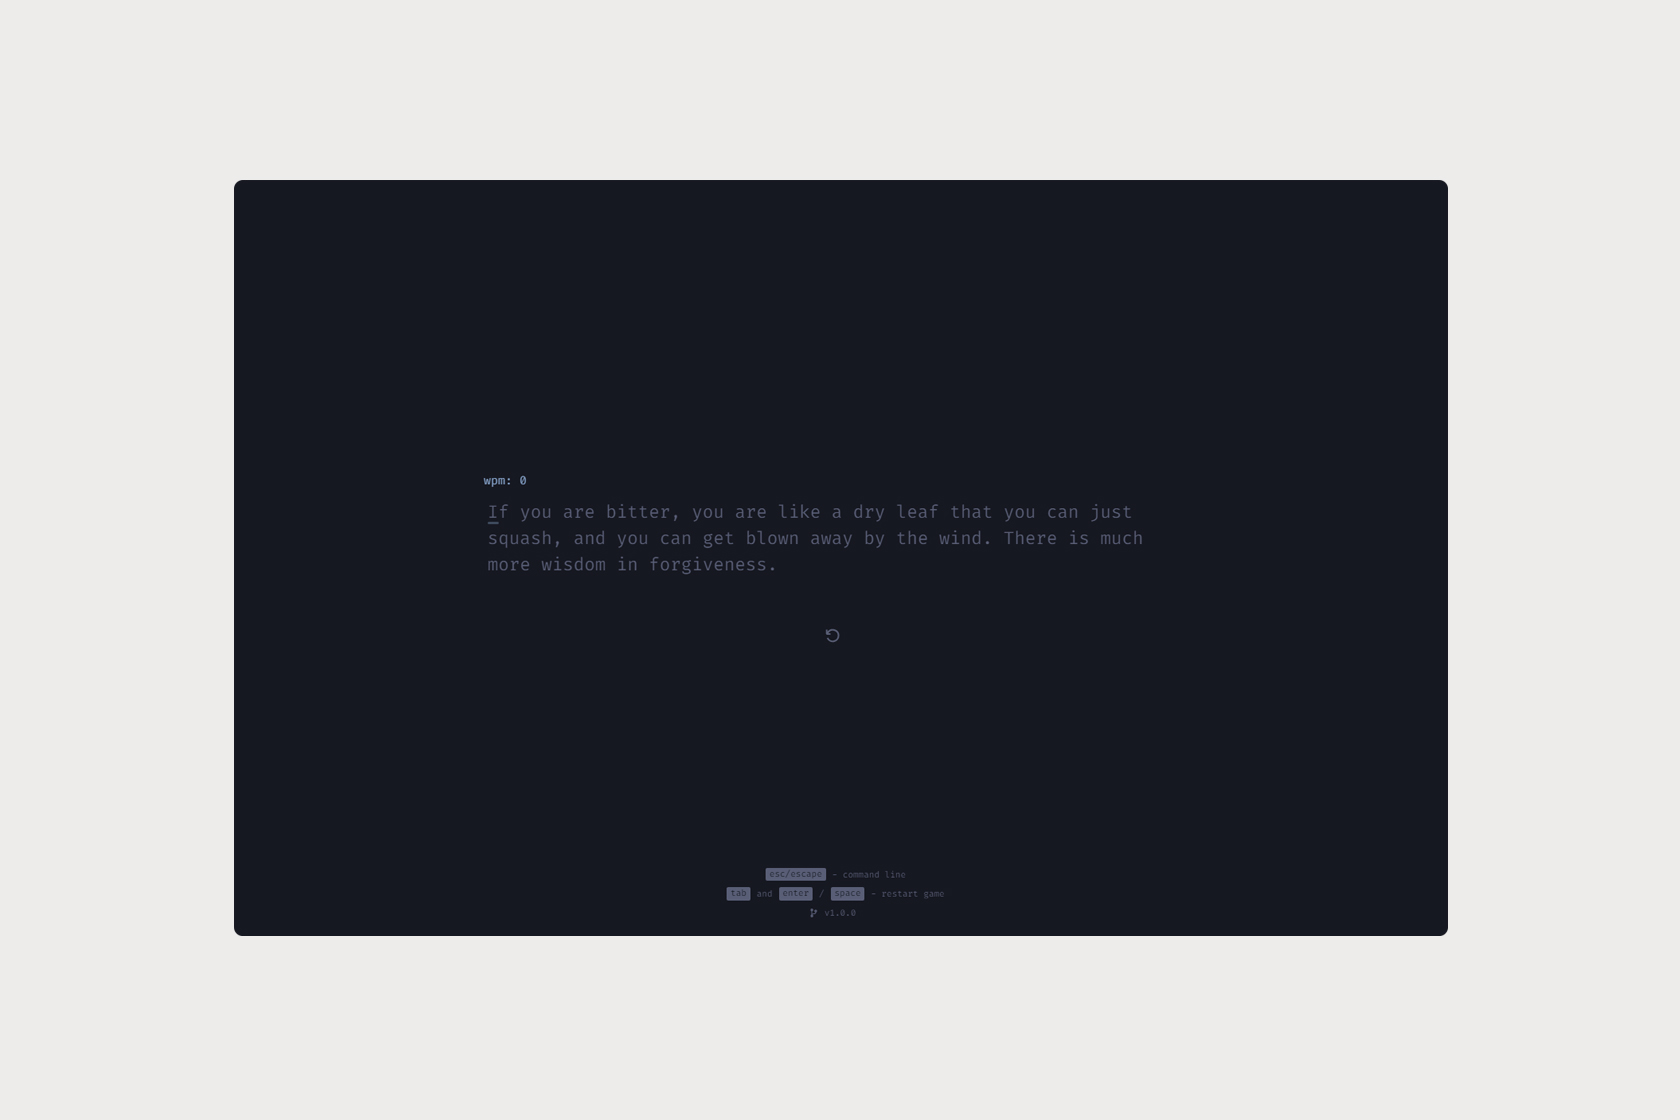 wpm: 0
If you are bitter, you are like a dry leaf that you can just
squash, and you can get blown away by the wind. There is much
more wisdom in forgiveness.
esc/escape - command line
tab and enter / space - restart game
v1.0.0